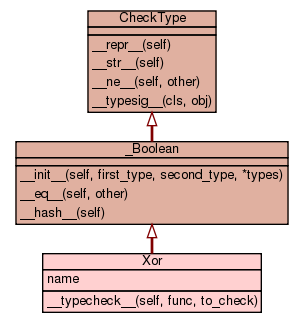 CheckType
__repr__(self)
__str__(self)
__ne__(self, other)
__typesig__(cls, obj)
_Boolean
__init__(self, first_type, second_type, *types)
__eq__(self, other)
__hash__(self)
Xor
name
__typecheck__(self, func, to_check)